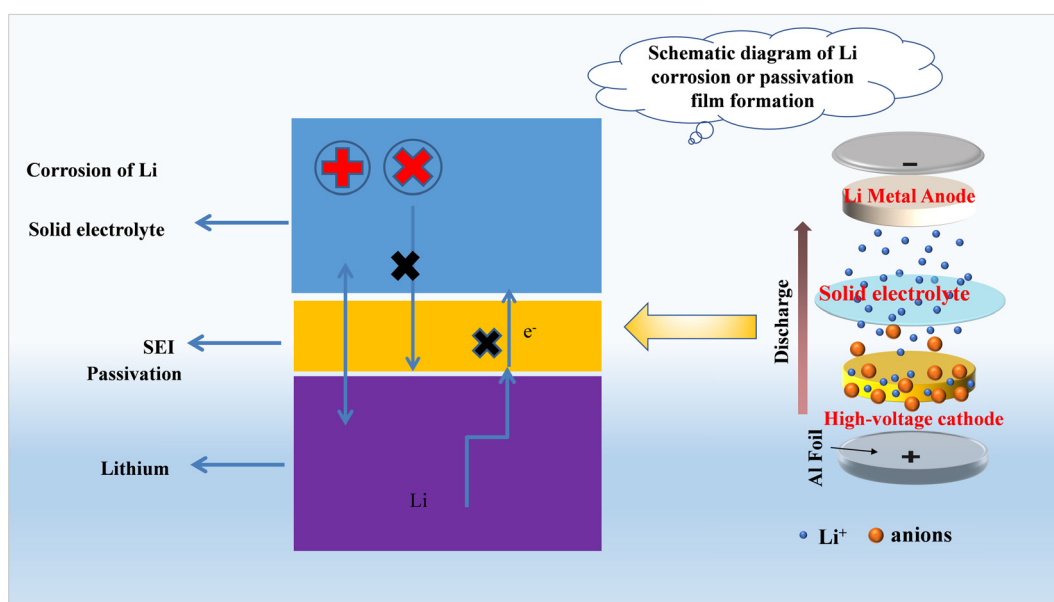 Schematic diagram of Li
corrosion or passivation
film formation
Corrosion of Li
Solid electrolyte
SEI
Passivation
Lithium
e-
Li
Discharge
Al Foil
-
Li Metal Anode
Solid electrolyte
High-voltage cathode
+
Li+
anions